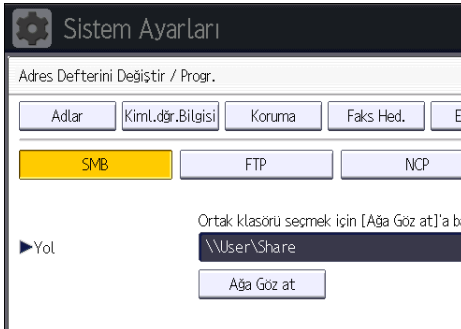 Sistem Ayarları
Adres Defterini Değiştir / Progr.
Adlar Kiml.dğr.Bilgisi Koruma Faks Hed. E
SMB FTP NCP
Ortak klasörü seçmek için [Ağa Göz at]'a ba
▶Yol \\User\Share
Ağa Göz at